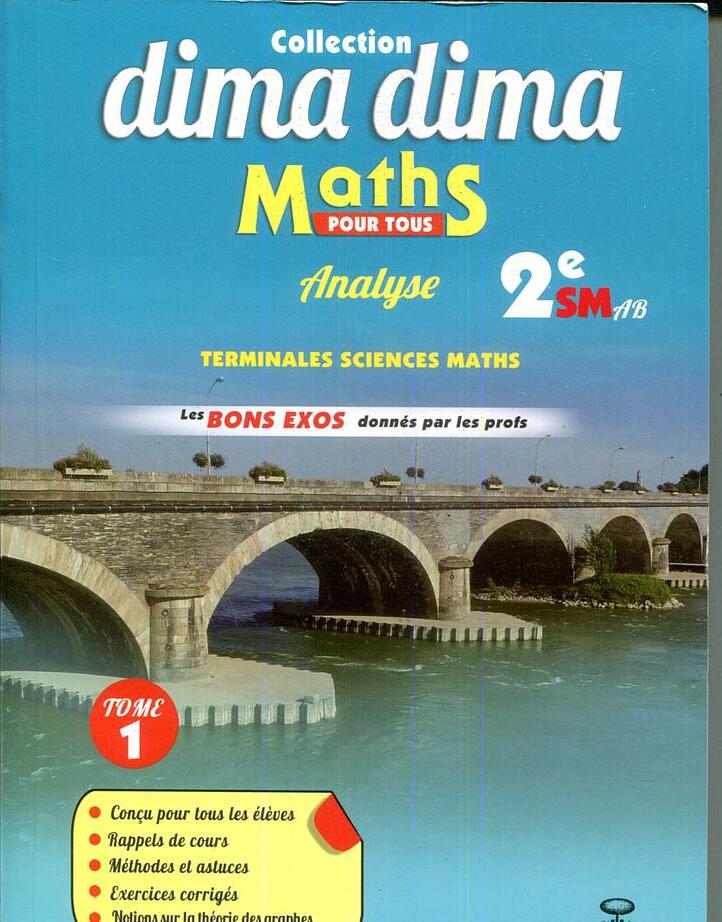 Collection
dima dima
Maths
POUR TOUS
Analyse
2e SM AB
TERMINALES SCIENCES MATHS
Les BONS EXOS donnés par les profs
TOME
1
Conçu pour tous les élèves
Rappels de cours
Méthodes et astuces
Exercices corrigés
Notions sur la théorie des graphes